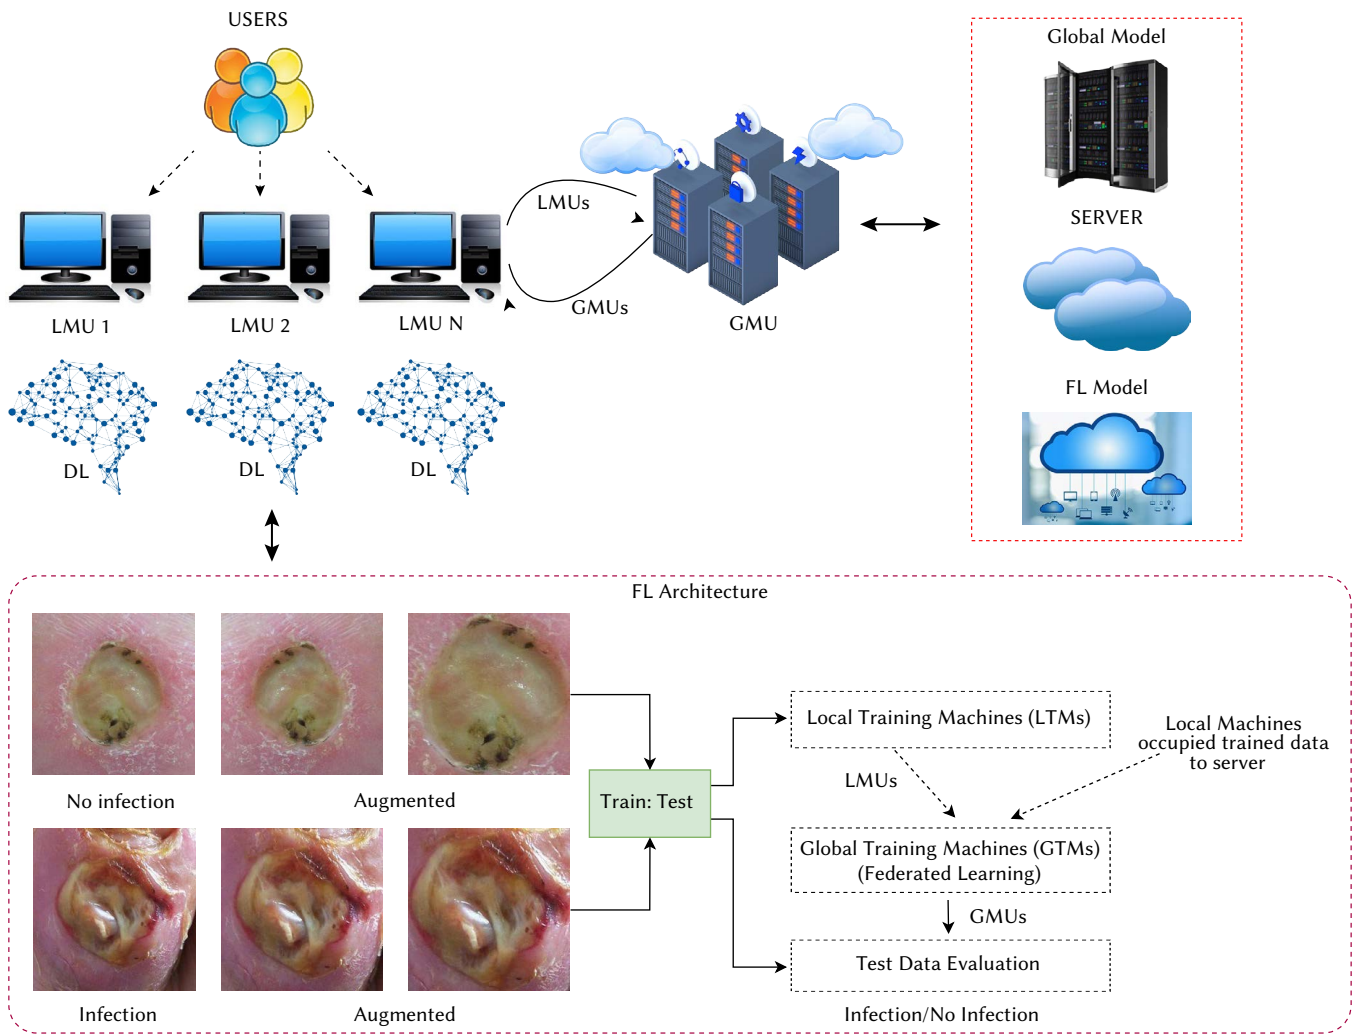 USERS
Global Model
LMUs
SERVER
GMUs
LMU 1
LMU 2
LMU N
GMU
FL Model
DL
DL
DL
FL Architecture
Local Training Machines (LTMs)
Local Machines
occupied trained data
to server
LMUs
No infection
Augmented
Train: Test
Global Training Machines (GTMs)
(Federated Learning)
GMUs
Test Data Evaluation
Infection
Augmented
Infection/No Infection